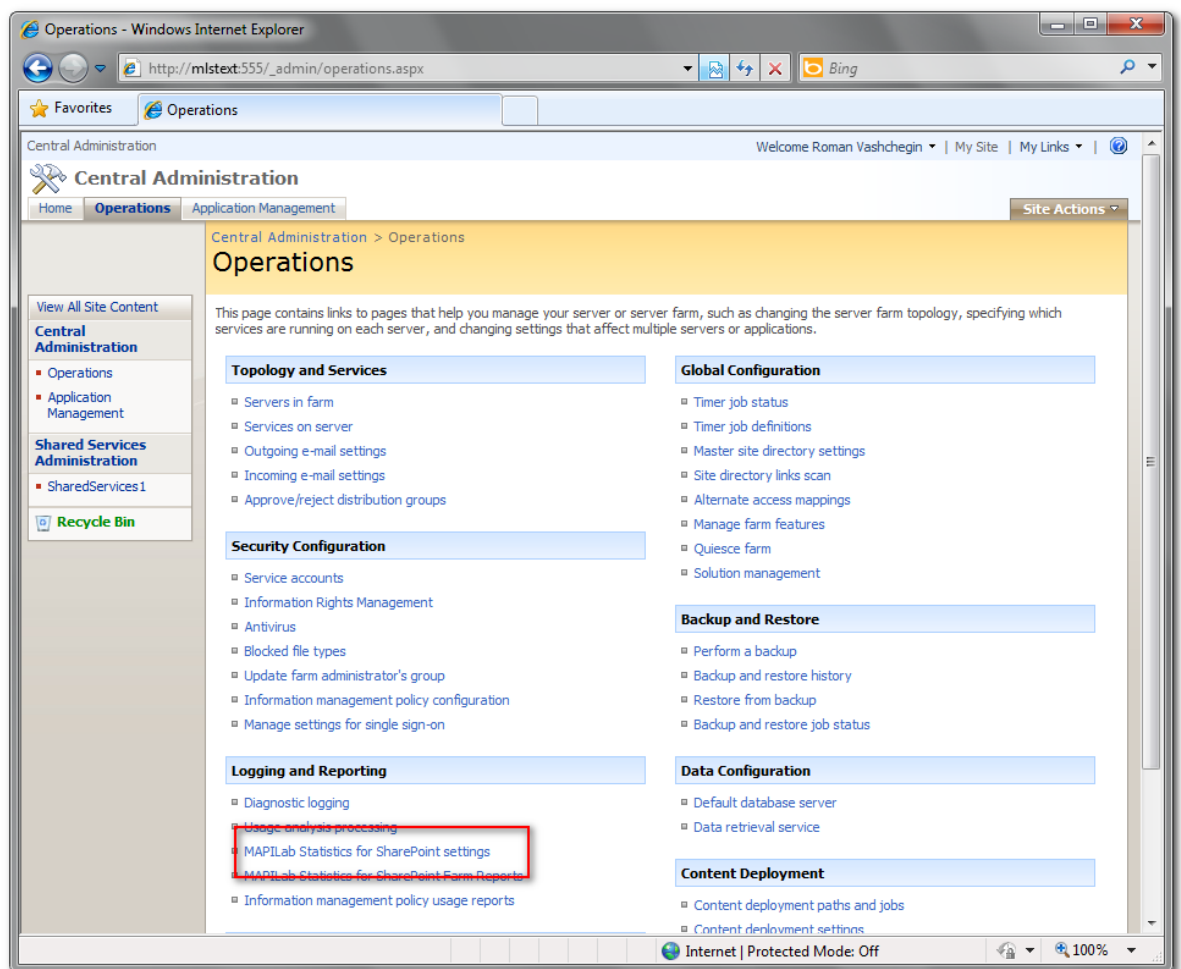 Operations - Windows Internet Explorer
http://mlstext:555/_admin/operations.aspx
Bing
Favorites
Operations
Central Administration
Welcome Roman Vashchegin | My Site | My Links |
Central Administration
Home Operations Application Management
Site Actions
Central Administration > Operations
Operations
View All Site Content
Central
Administration
Operations
Application
Management
Shared Services
Administration
SharedServices1
Recycle Bin
This page contains links to pages that help you manage your server or server farm, such as changing the server farm topology, specifying which
services are running on each server, and changing settings that affect multiple servers or applications.
Topology and Services
Servers in farm
Services on server
Outgoing e-mail settings
Incoming e-mail settings
Approve/reject distribution groups
Security Configuration
Service accounts
Information Rights Management
Antivirus
Blocked file types
Update farm administrator's group
Information management policy configuration
Manage settings for single sign-on
Logging and Reporting
Diagnostic logging
Usage analysis processing
MAPILab Statistics for SharePoint settings
MAPILab Statistics for SharePoint Farm Reports
Information management policy usage reports
Global Configuration
Timer job status
Timer job definitions
Master site directory settings
Site directory links scan
Alternate access mappings
Manage farm features
Quiesce farm
Solution management
Backup and Restore
Perform a backup
Backup and restore history
Restore from backup
Backup and restore job status
Data Configuration
Default database server
Data retrieval service
Content Deployment
Content deployment paths and jobs
Content deployment settings
Internet | Protected Mode: Off
100%